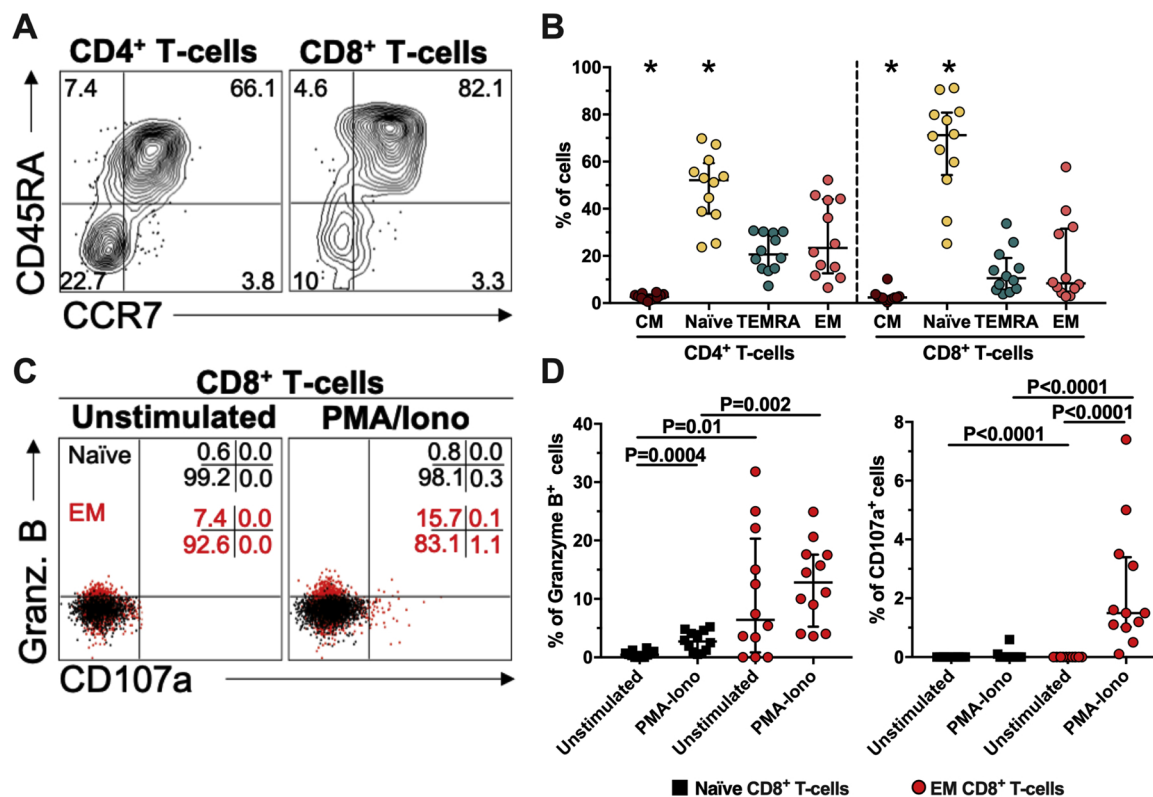 A
CD4+ T-cells
CD8+ T-cells
7.4
66.1
4.6
82.1
22.7
3.8
10
3.3
CD45RA
CCR7
B
% of cells
100
80
60
40
20
0
*
*
*
*
CM
Naïve
TEMRA
EM
CM
Naïve
TEMRA
EM
CD4+ T-cells
CD8+ T-cells
C
CD8+ T-cells
Unstimulated
PMA/Iono
Naïve
0.6 0.0
99.2 0.0
EM
7.4 0.0
92.6 0.0
0.8 0.0
98.1 0.3
15.7 0.1
83.1 1.1
Granz. B
CD107a
D
% of Granzyme B+ cells
40
30
20
10
0
P=0.002
P=0.01
P=0.0004
Unstimulated
PMA-Iono
Unstimulated
PMA-Iono
% of CD107a+ cells
8
6
4
2
0
P<0.0001
P<0.0001
P<0.0001
Unstimulated
PMA-Iono
Unstimulated
PMA-Iono
Naïve CD8+ T-cells
EM CD8+ T-cells